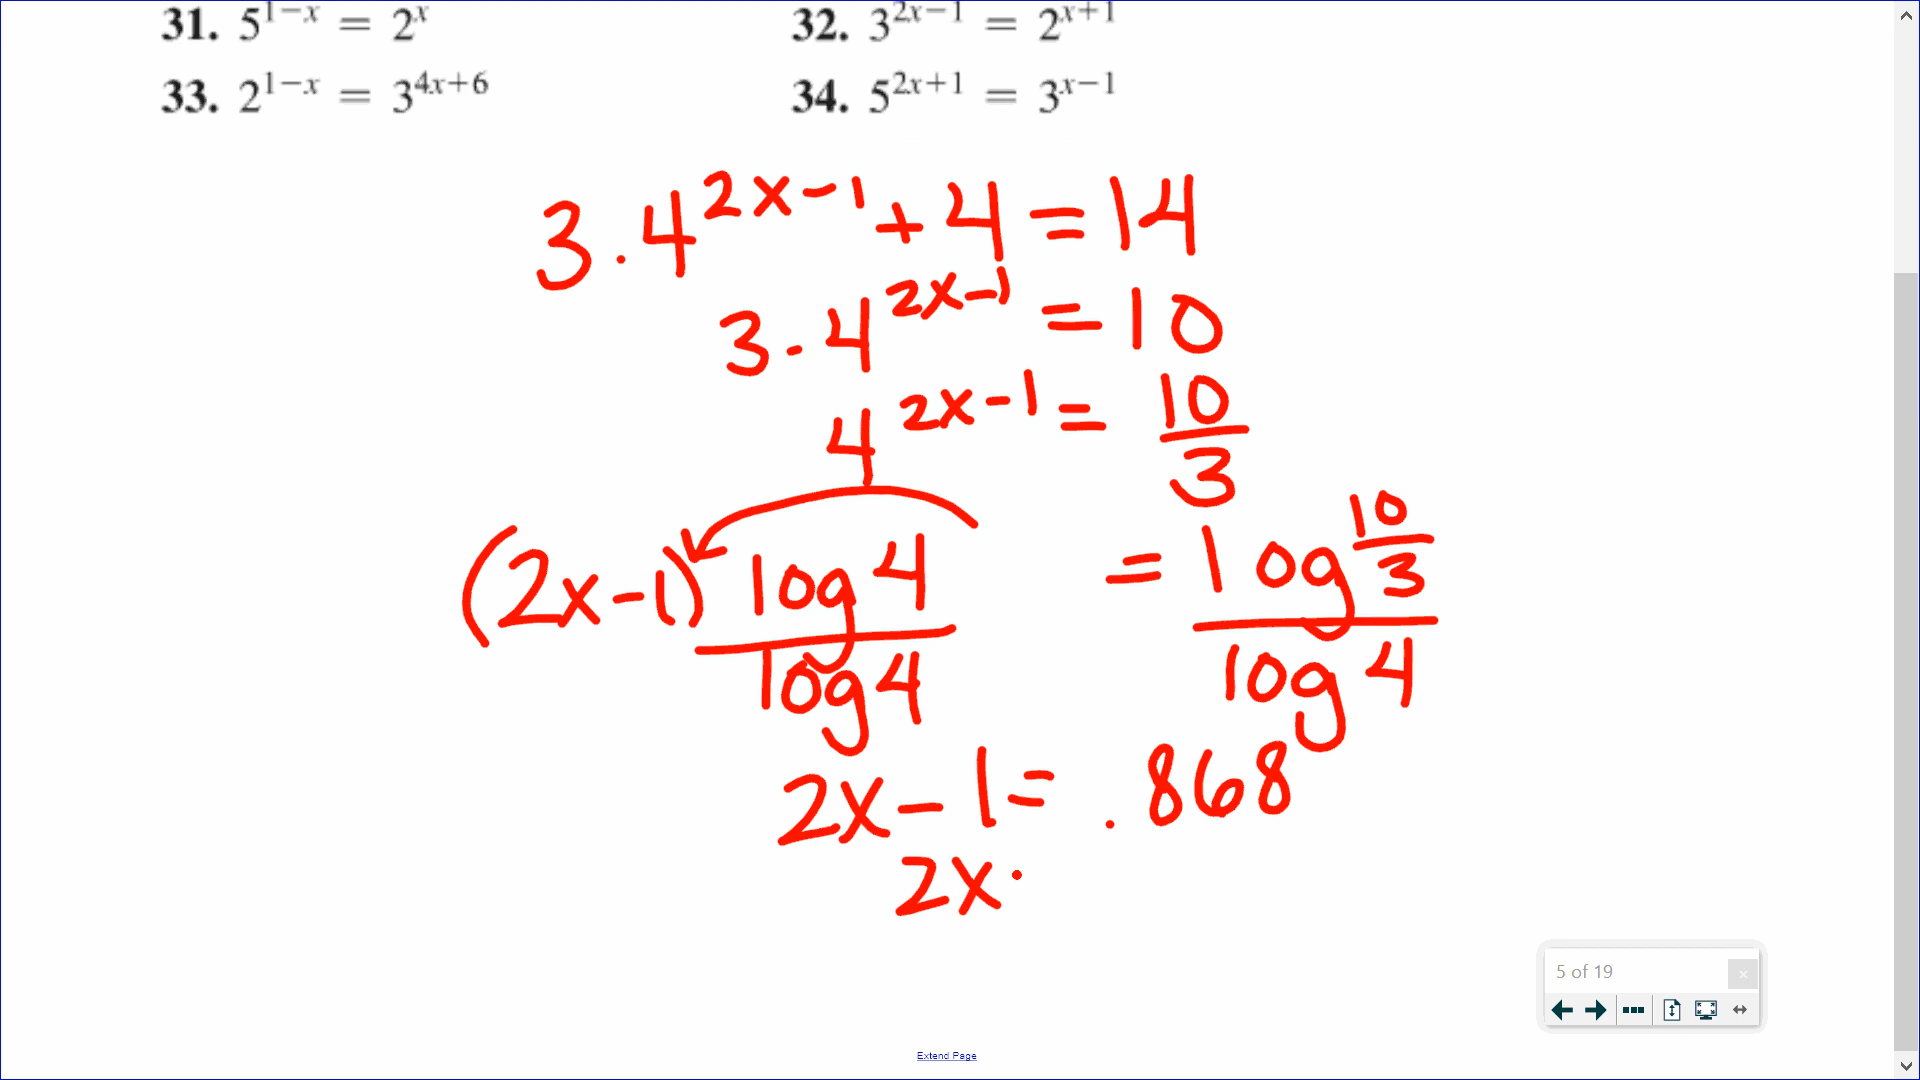 31. 5^{1−x} = 2^x
32. 3^{2x−1} = 2^{x+1}
33. 2^{1−x} = 3^{4x+6}
34. 5^{2x+1} = 3^{x−1}
3 · 4^{2x−1} + 4 = 14
3 · 4^{2x−1} = 10
4^{2x−1} = 10/3
(2x−1) log 4 / log 4 = log 10/3 / log 4
2x − 1 = .868
2x
5 of 19
Extend Page